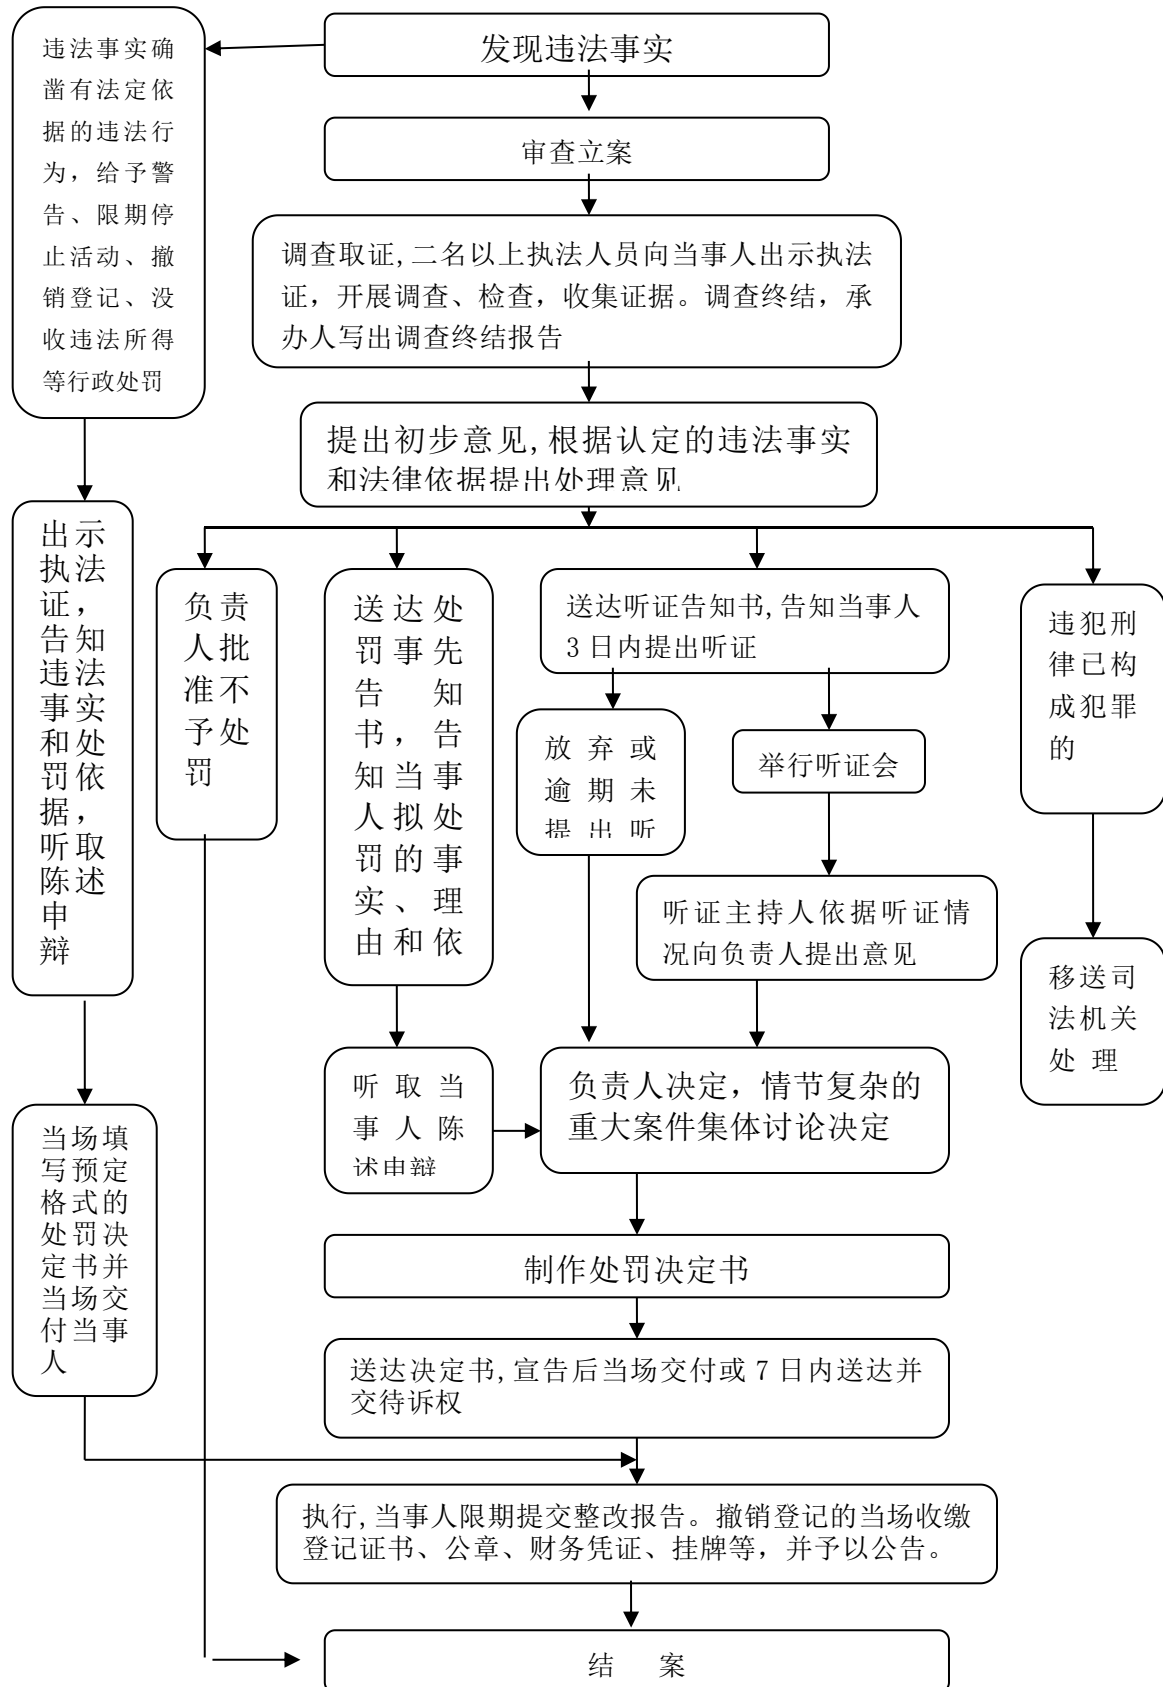 发现违法事实
违法事实确
凿有法定依
据的违法行
为，给予警
告、限期停
止活动、撤
销登记、没
收违法所得
等行政处罚
审查立案
调查取证,二名以上执法人员向当事人出示执法
证，开展调查、检查，收集证据。调查终结，承
办人写出调查终结报告
提出初步意见,根据认定的违法事实
和法律依据提出处理意见
出示
执法
证，
告知
违法
事实
和处
罚依
据，
听取
陈述
申
辩
负责
人批
准不
予处
罚
送达处
罚事先
告知
书，告
知当事
人拟处
罚的事
实、理
由和依
送达听证告知书,告知当事人
3日内提出听证
违犯刑
律已构
成犯罪
的
放弃或
逾期未
提出听
举行听证会
听证主持人依据听证情
况向负责人提出意见
移送司
法机关
处理
听取当
事人陈
述申辩
负责人决定，情节复杂的
重大案件集体讨论决定
当场填
写预定
格式的
处罚决
定书并
当场交
付当事
人
制作处罚决定书
送达决定书,宣告后当场交付或7日内送达并
交待诉权
执行,当事人限期提交整改报告。撤销登记的当场收缴
登记证书、公章、财务凭证、挂牌等，并予以公告。
结 案